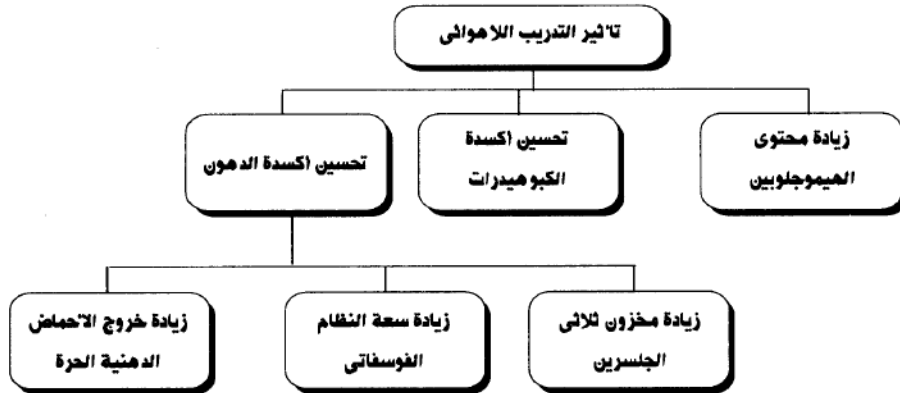 تاثير التدريب اللاهوائى
زيادة محتوى
الهيموجلوبين
تحسين اكسدة
الكبوهيدرات
تحسين اكسدة الدهون
زيادة مخزون ثلاثى
الجلسرين
زيادة سعة النظام
الفوسفاتى
زيادة خروج الاحماض
الدهنية الحرة